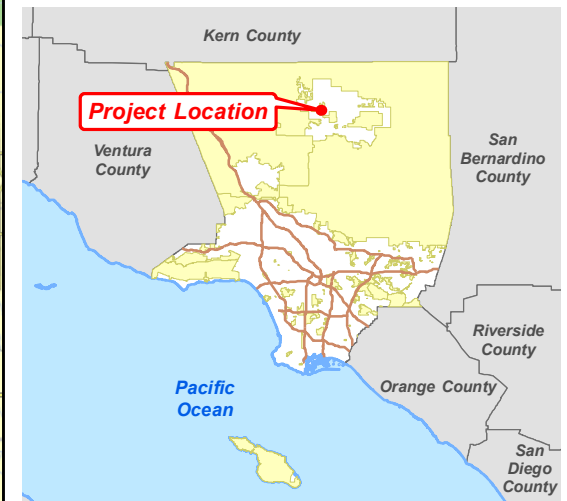 Kern County
Project Location
Ventura
County
San
Bernardino
County
Riverside
County
Orange County
Pacific
Ocean
San
Diego
County